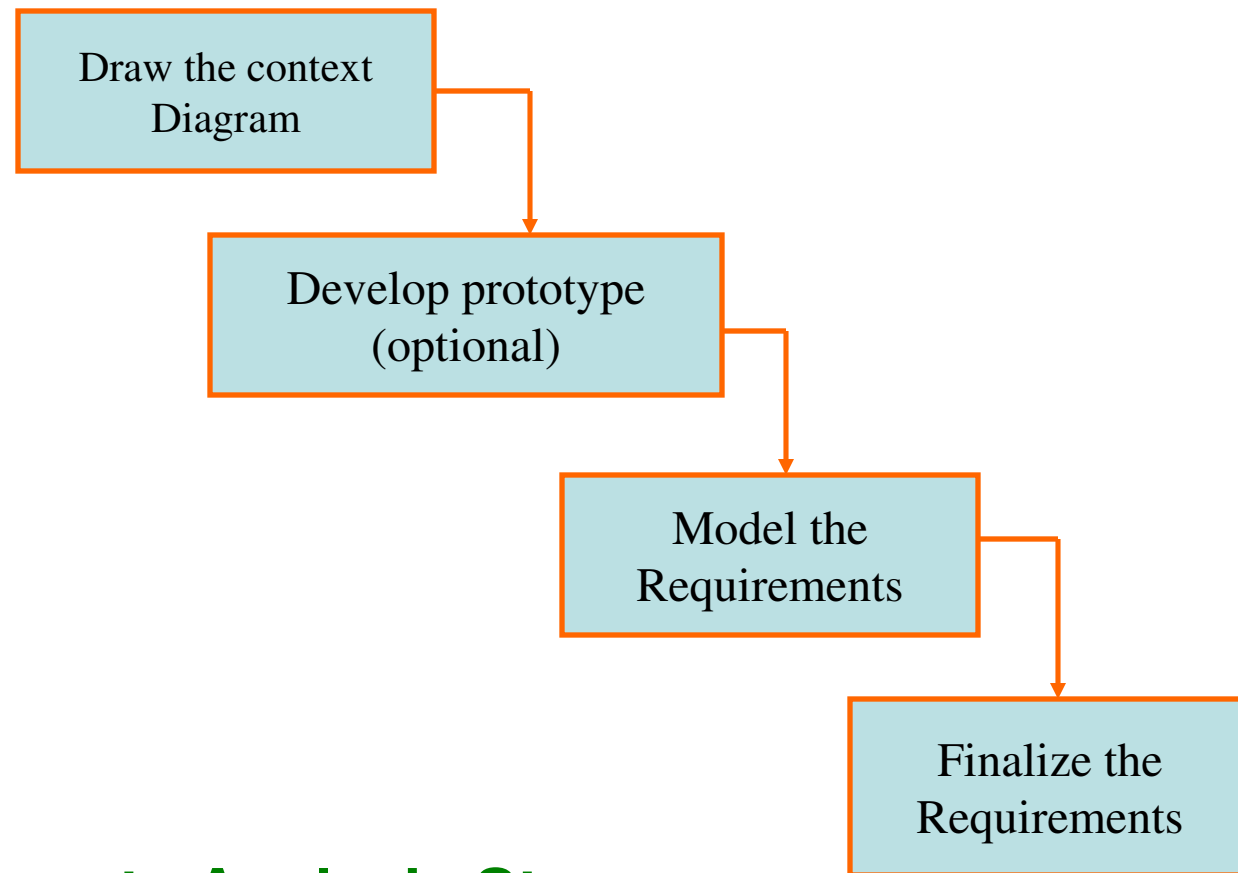 Draw the context
Diagram
Develop prototype
(optional)
Model the
Requirements
Finalize the
Requirements